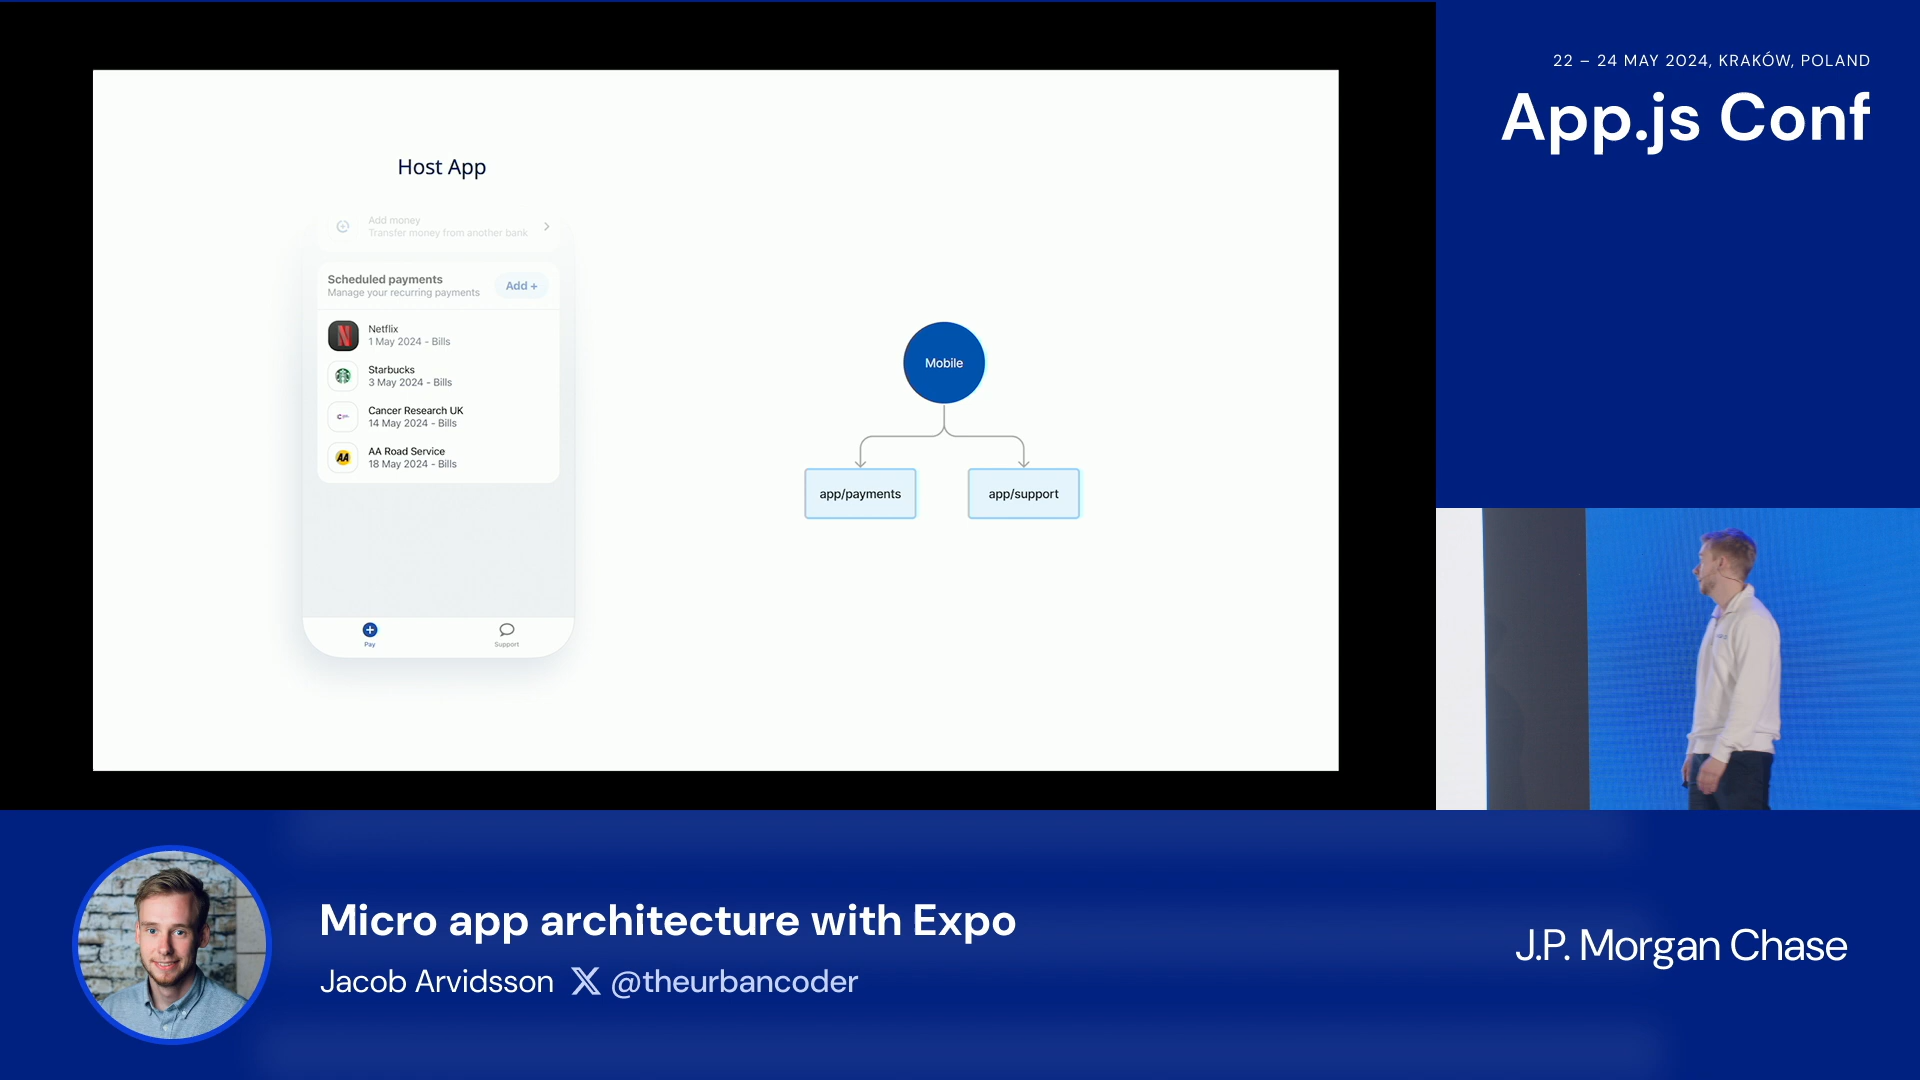 22 – 24 MAY 2024, KRAKÓW, POLAND
App.js Conf
Host App
Add money
Transfer money from another bank
Scheduled payments
Manage your recurring payments
Add +
Netflix
1 May 2024 - Bills
Starbucks
3 May 2024 - Bills
Cancer Research UK
14 May 2024 - Bills
AA
AA Road Service
18 May 2024 - Bills
Pay
Support
Mobile
app/payments
app/support
Micro app architecture with Expo
Jacob Arvidsson X @theurbancoder
J.P. Morgan Chase